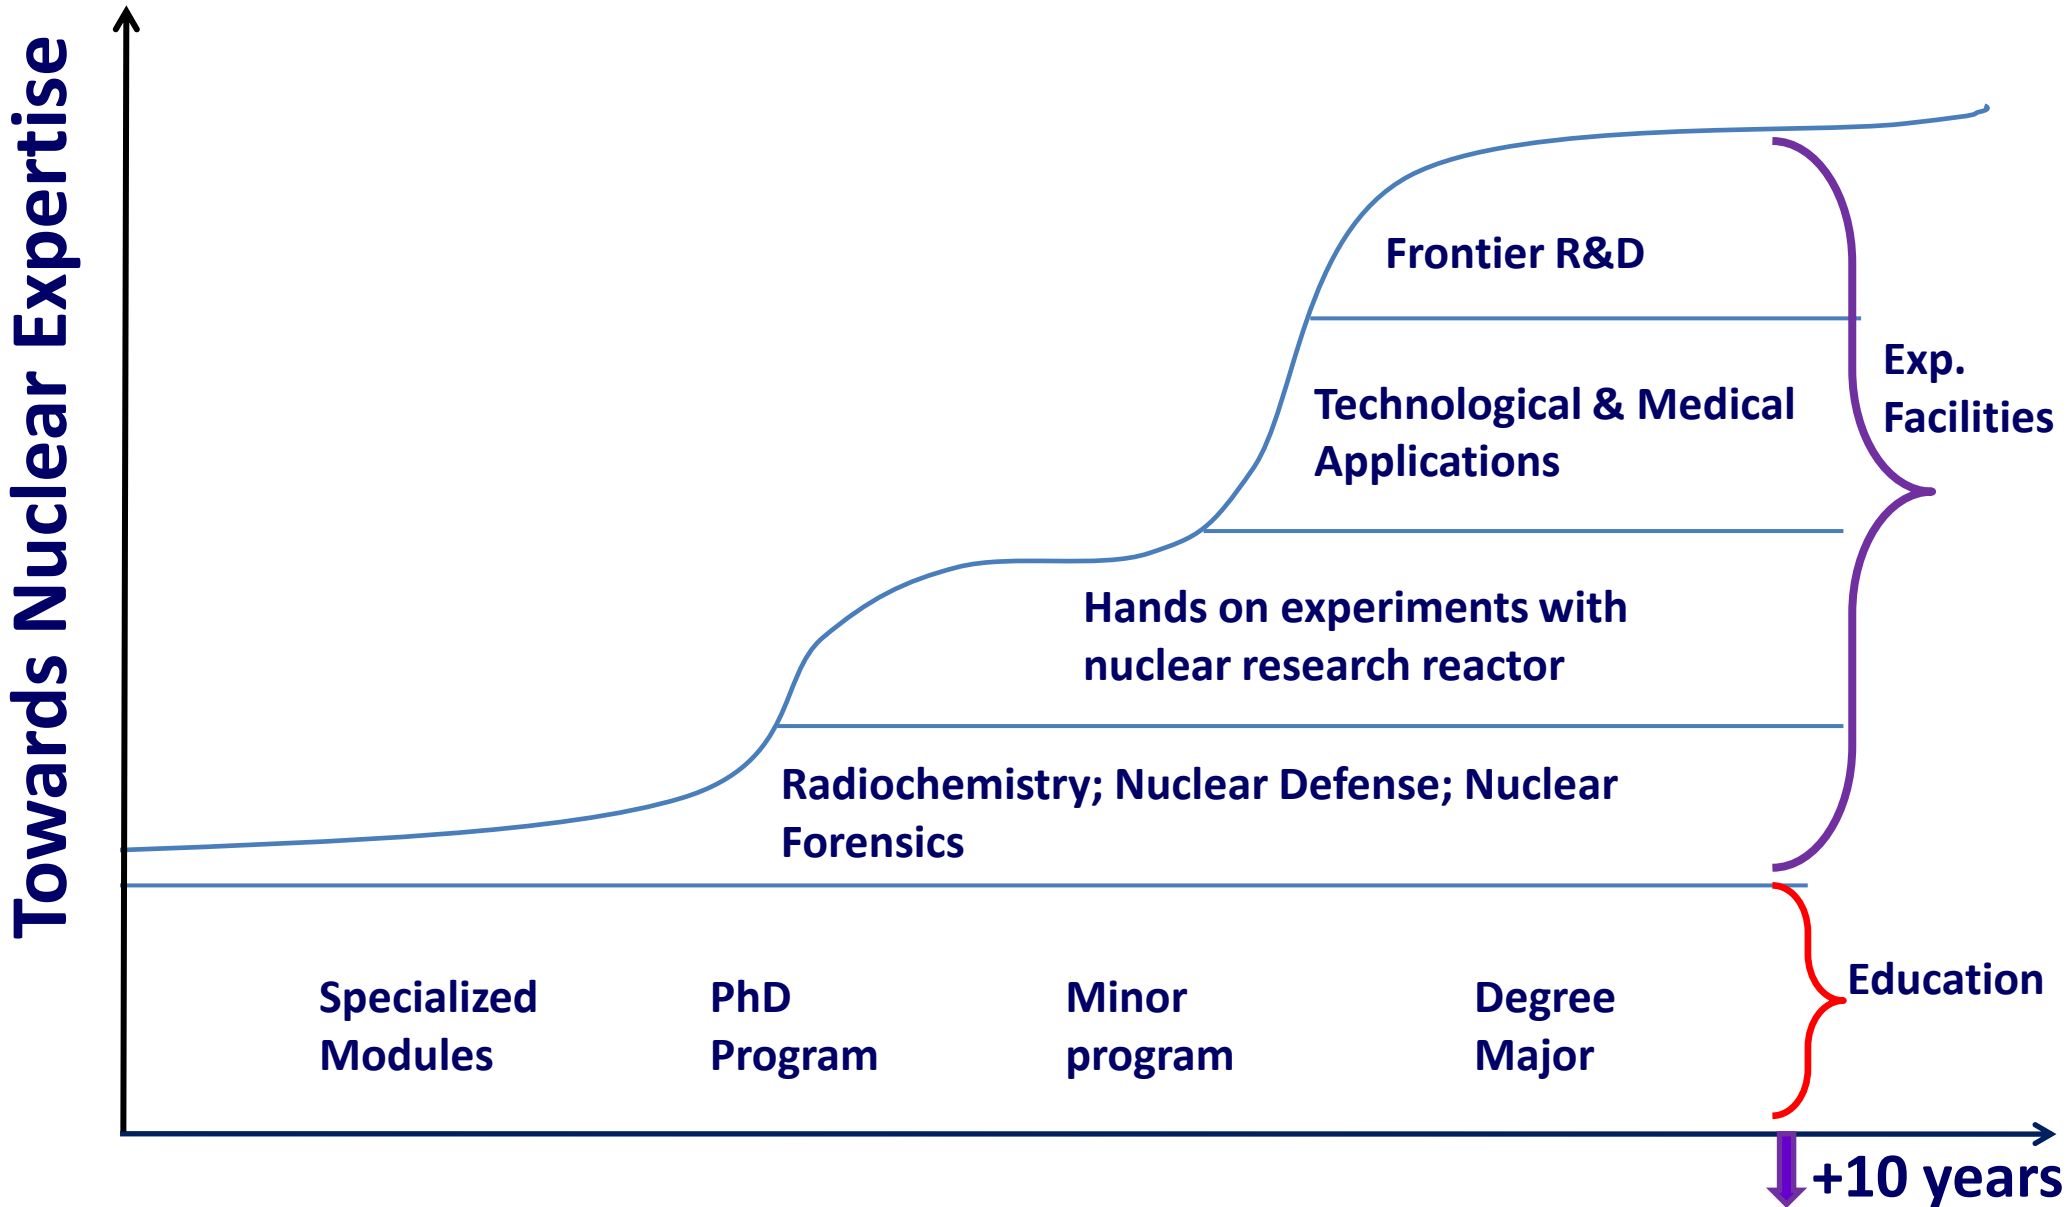 Towards Nuclear Expertise
Frontier R&D
Exp.
Facilities
Technological & Medical
Applications
Hands on experiments with
nuclear research reactor
Radiochemistry; Nuclear Defense; Nuclear
Forensics
Education
Specialized
Modules
PhD
Program
Minor
program
Degree
Major
+10 years